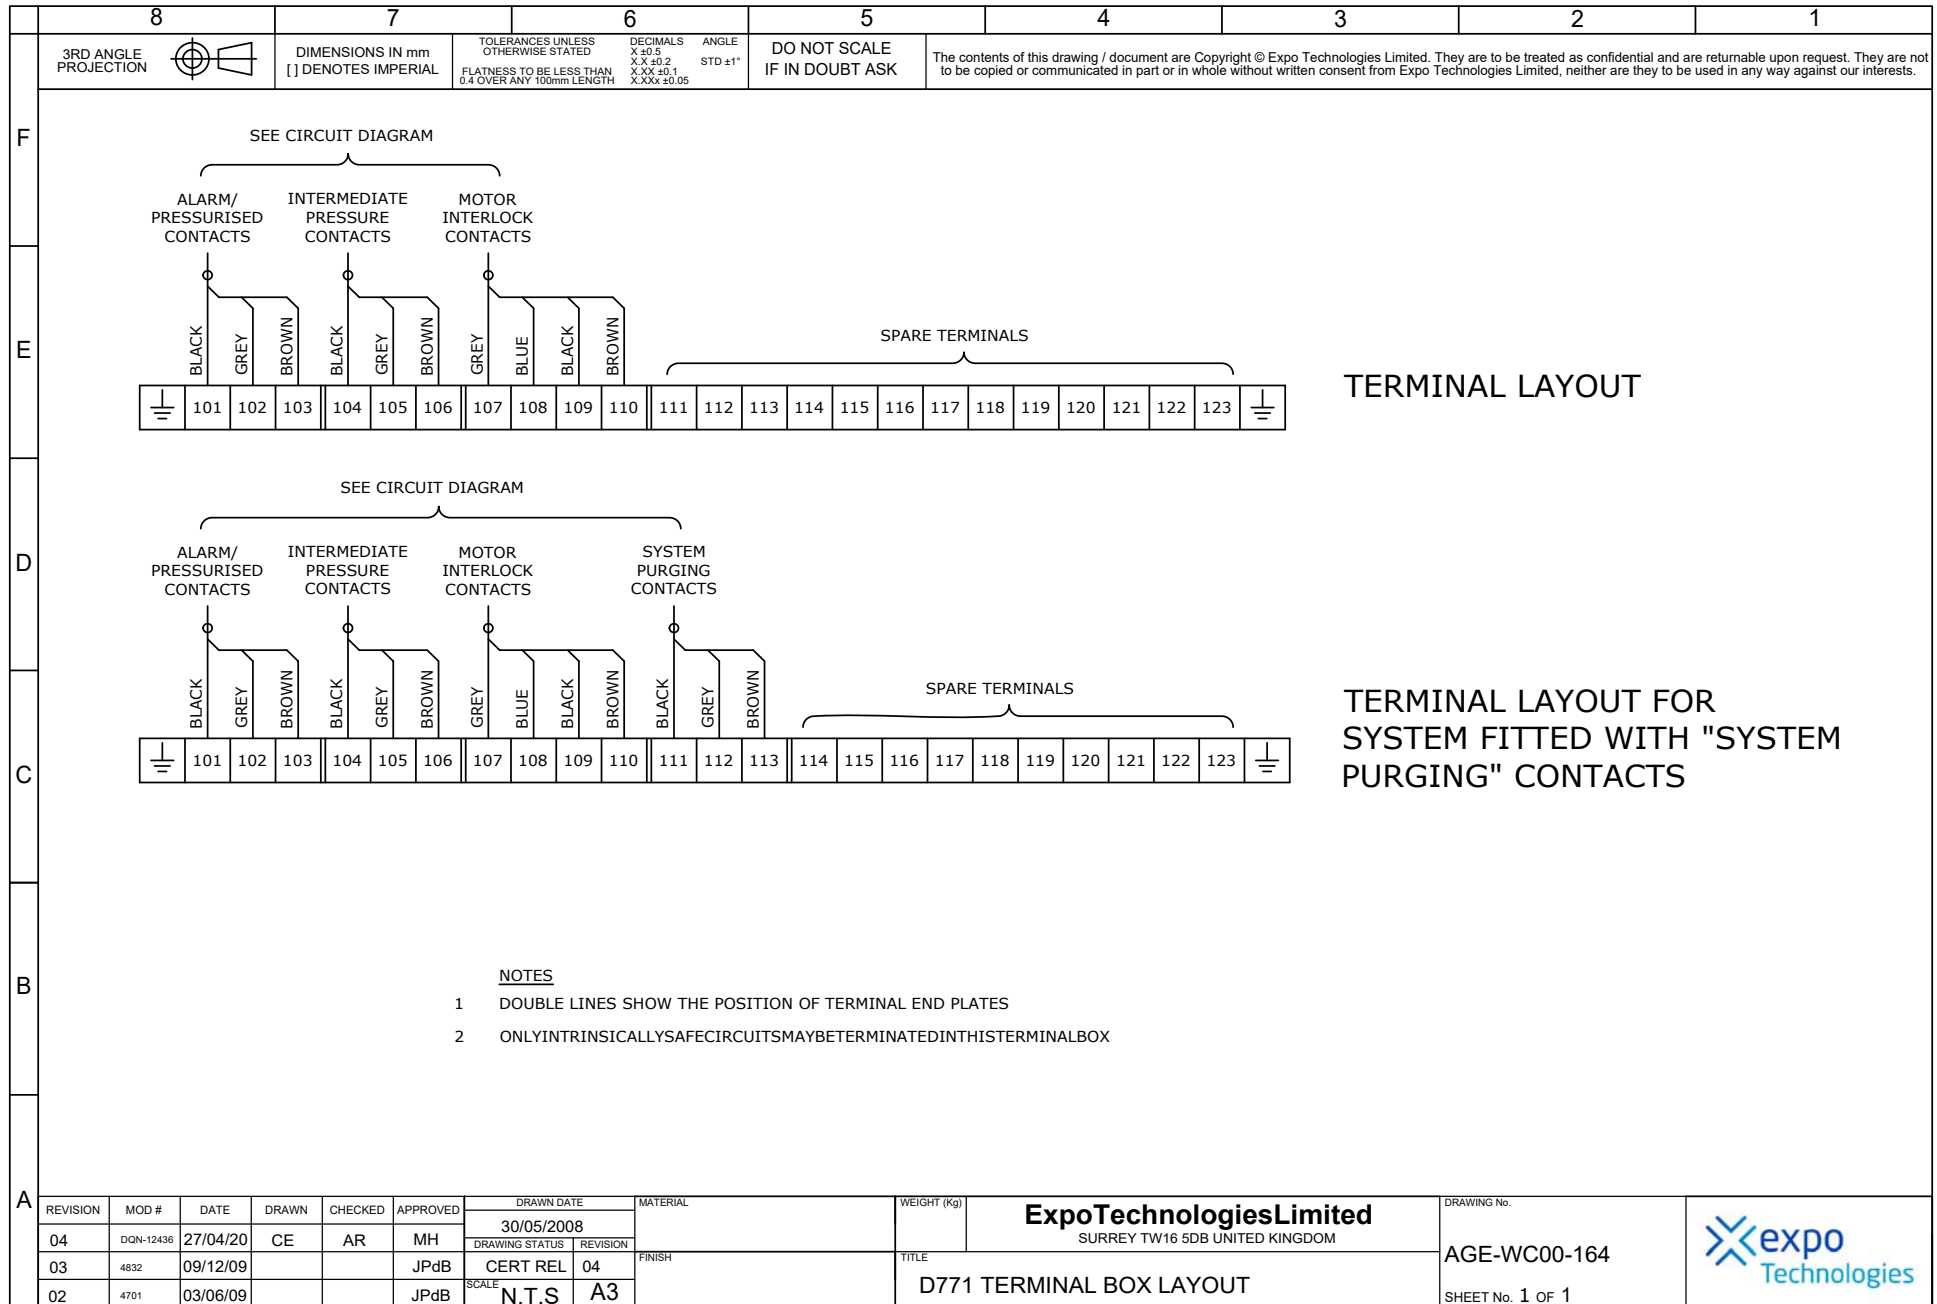 8 7 6 5 4 3 2 1
3RD ANGLE
PROJECTION
DIMENSIONS IN mm
[ ] DENOTES IMPERIAL
TOLERANCES UNLESS
OTHERWISE STATED
FLATNESS TO BE LESS THAN
0.4 OVER ANY 100mm LENGTH
DECIMALS
X ±0.5
X.X ±0.2
X.XX ±0.1
X.XXx ±0.05
ANGLE
STD ±1°
DO NOT SCALE
IF IN DOUBT ASK
The contents of this drawing / document are Copyright © Expo Technologies Limited. They are to be treated as confidential and are returnable upon request. They are not
to be copied or communicated in part or in whole without written consent from Expo Technologies Limited, neither are they to be used in any way against our interests.
F
SEE CIRCUIT DIAGRAM
ALARM/
PRESSURISED
CONTACTS
INTERMEDIATE
PRESSURE
CONTACTS
MOTOR
INTERLOCK
CONTACTS
E
BLACK GREY BROWN BLACK GREY BROWN GREY BLUE BLACK BROWN
SPARE TERMINALS
101 102 103 104 105 106 107 108 109 110 111 112 113 114 115 116 117 118 119 120 121 122 123
TERMINAL LAYOUT
SEE CIRCUIT DIAGRAM
D
ALARM/
PRESSURISED
CONTACTS
INTERMEDIATE
PRESSURE
CONTACTS
MOTOR
INTERLOCK
CONTACTS
SYSTEM
PURGING
CONTACTS
BLACK GREY BROWN BLACK GREY BROWN GREY BLUE BLACK BROWN BLACK GREY BROWN
SPARE TERMINALS
C
101 102 103 104 105 106 107 108 109 110 111 112 113 114 115 116 117 118 119 120 121 122 123
TERMINAL LAYOUT FOR
SYSTEM FITTED WITH "SYSTEM
PURGING" CONTACTS
B
NOTES
1 DOUBLE LINES SHOW THE POSITION OF TERMINAL END PLATES
2 ONLYINTRINSICALLYSAFECIRCUITSMAYBETERMINATEDINTHISTERMINALBOX
A
REVISION MOD # DATE DRAWN CHECKED APPROVED
04 DQN-12436 27/04/20 CE AR MH
03 4832 09/12/09 JPdB
02 4701 03/06/09 JPdB
DRAWN DATE
30/05/2008
DRAWING STATUS REVISION
CERT REL 04
SCALE N.T.S A3
MATERIAL
FINISH
WEIGHT (Kg)
ExpoTechnologiesLimited
SURREY TW16 5DB UNITED KINGDOM
TITLE
D771 TERMINAL BOX LAYOUT
DRAWING No.
AGE-WC00-164
SHEET No. 1 OF 1
expo
Technologies